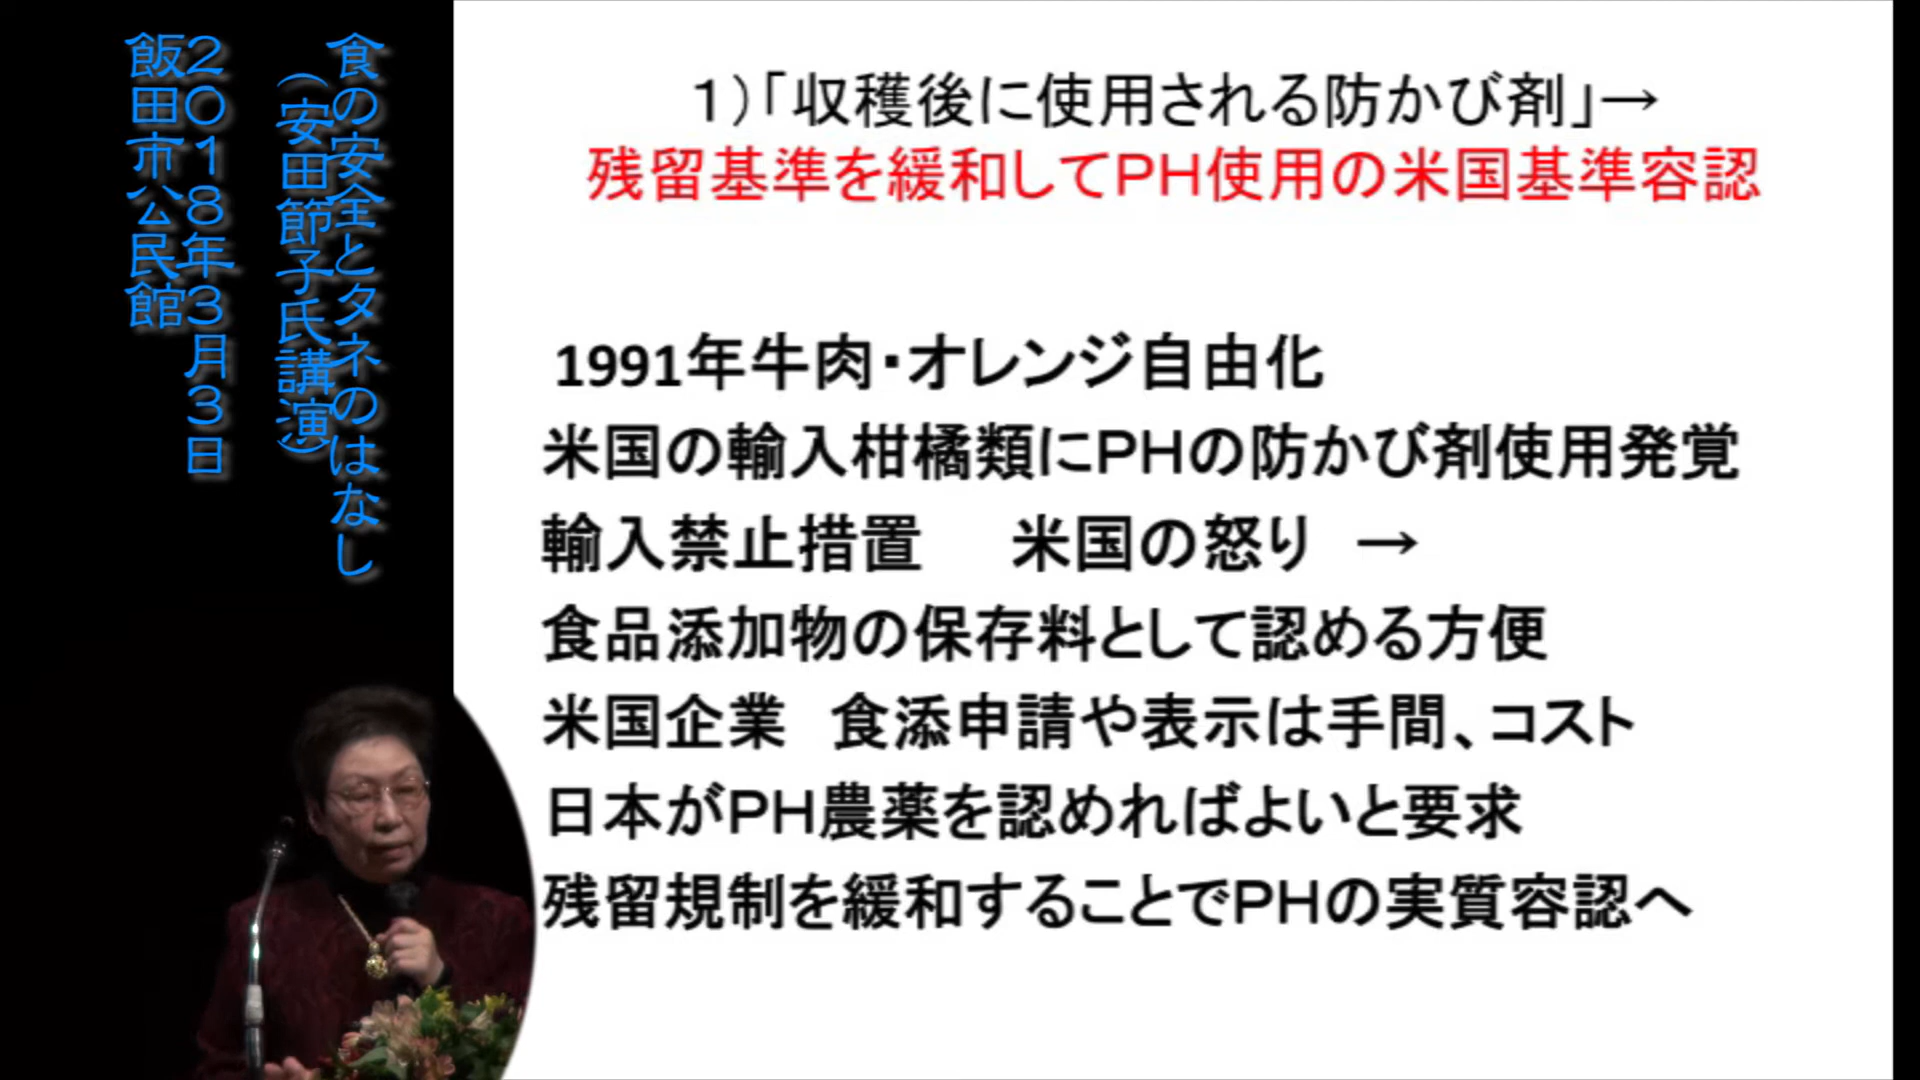 食の安全とタネのはなし
（安田節子氏講演）
２０１８年３月３日
飯田市公民館
１）「収穫後に使用される防かび剤」→
残留基準を緩和してＰＨ使用の米国基準容認
1991年牛肉・オレンジ自由化
米国の輸入柑橘類にＰＨの防かび剤使用発覚
輸入禁止措置　米国の怒り　→
食品添加物の保存料として認める方便
米国企業　食添申請や表示は手間、コスト
日本がＰＨ農薬を認めればよいと要求
残留規制を緩和することでＰＨの実質容認へ